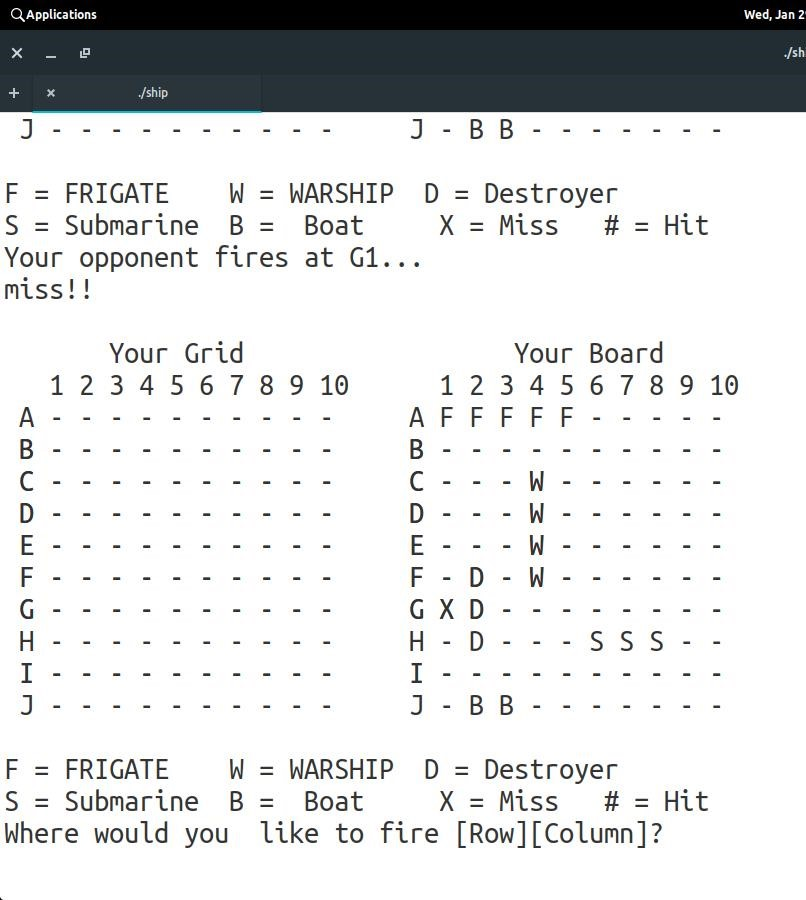 Applications Wed, Jan 2
./sh
./ship
J - - - - - - - - - - J - B B - - - - - - -
F = FRIGATE W = WARSHIP D = Destroyer
S = Submarine B = Boat X = Miss # = Hit
Your opponent fires at G1...
miss!!
Your Grid Your Board
1 2 3 4 5 6 7 8 9 10 1 2 3 4 5 6 7 8 9 10
A - - - - - - - - - - A F F F F F - - - - -
B - - - - - - - - - - B - - - - - - - - - -
C - - - - - - - - - - C - - - W - - - - - -
D - - - - - - - - - - D - - - W - - - - - -
E - - - - - - - - - - E - - - W - - - - - -
F - - - - - - - - - - F - D - W - - - - - -
G - - - - - - - - - - G X D - - - - - - - -
H - - - - - - - - - - H - D - - - S S S - -
I - - - - - - - - - - I - - - - - - - - - -
J - - - - - - - - - - J - B B - - - - - - -
F = FRIGATE W = WARSHIP D = Destroyer
S = Submarine B = Boat X = Miss # = Hit
Where would you like to fire [Row][Column]?